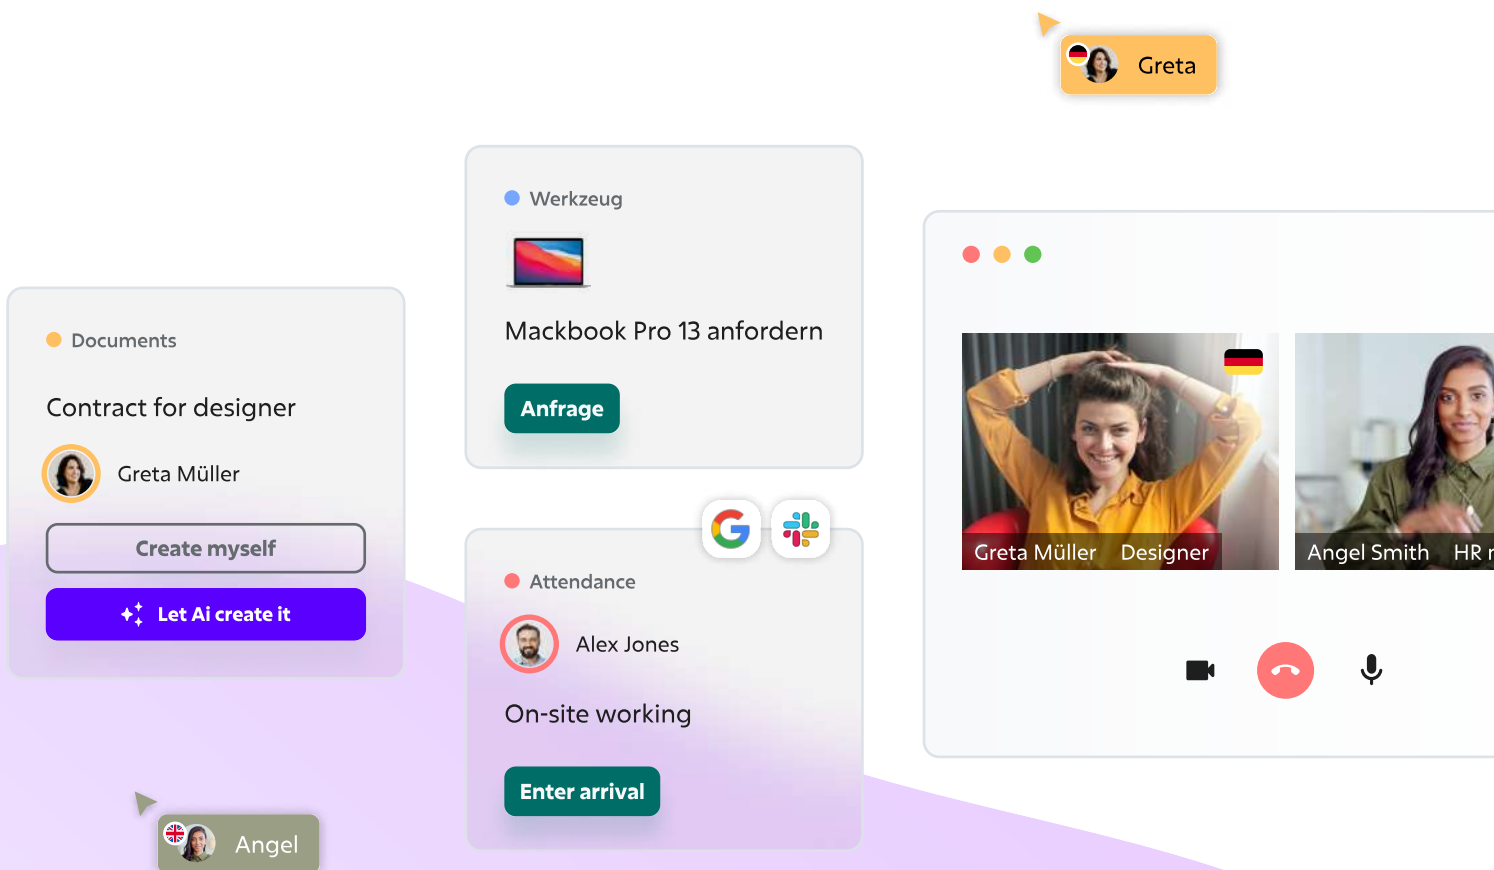 Greta
Werkzeug
Mackbook Pro 13 anfordern
Anfrage
Documents
Contract for designer
Greta Müller
Create myself
Let Ai create it
Attendance
Alex Jones
On-site working
Enter arrival
Greta Müller Designer
Angel Smith HR
Angel